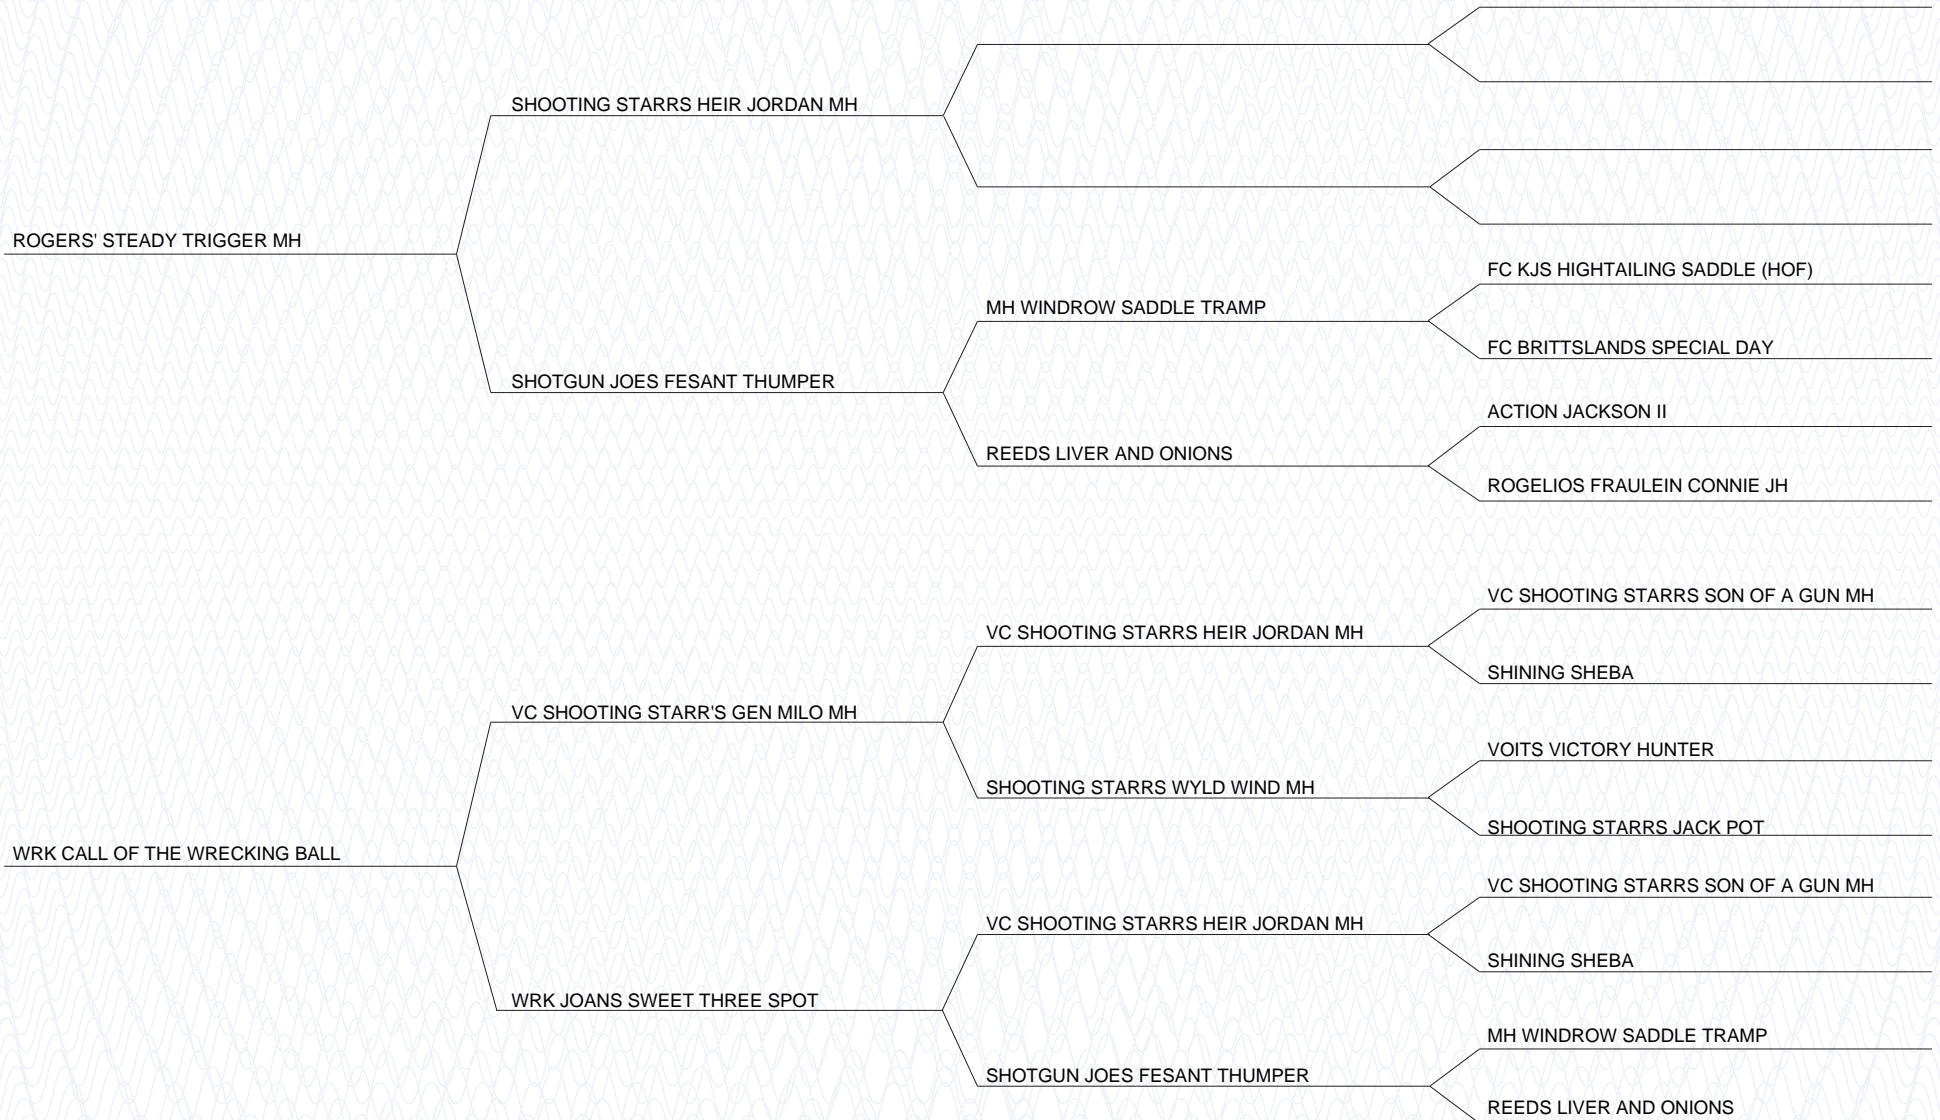 SHOOTING STARRS HEIR JORDAN MH
ROGERS' STEADY TRIGGER MH
FC KJS HIGHTAILING SADDLE (HOF)
MH WINDROW SADDLE TRAMP
FC BRITTSLANDS SPECIAL DAY
SHOTGUN JOES FESANT THUMPER
ACTION JACKSON II
REEDS LIVER AND ONIONS
ROGELIOS FRAULEIN CONNIE JH
VC SHOOTING STARRS SON OF A GUN MH
VC SHOOTING STARRS HEIR JORDAN MH
SHINING SHEBA
VC SHOOTING STARR'S GEN MILO MH
VOITS VICTORY HUNTER
SHOOTING STARRS WYLD WIND MH
SHOOTING STARRS JACK POT
WRK CALL OF THE WRECKING BALL
VC SHOOTING STARRS SON OF A GUN MH
VC SHOOTING STARRS HEIR JORDAN MH
SHINING SHEBA
WRK JOANS SWEET THREE SPOT
MH WINDROW SADDLE TRAMP
SHOTGUN JOES FESANT THUMPER
REEDS LIVER AND ONIONS